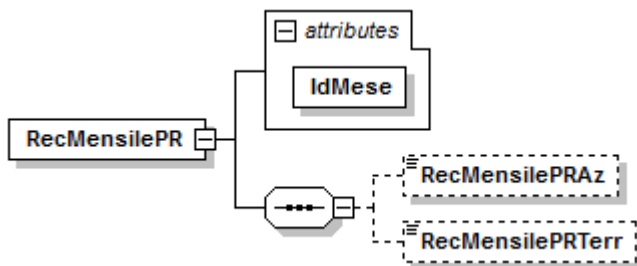 attributes
IdMese
RecMensilePR
RecMensilePRAz
RecMensilePRTerr